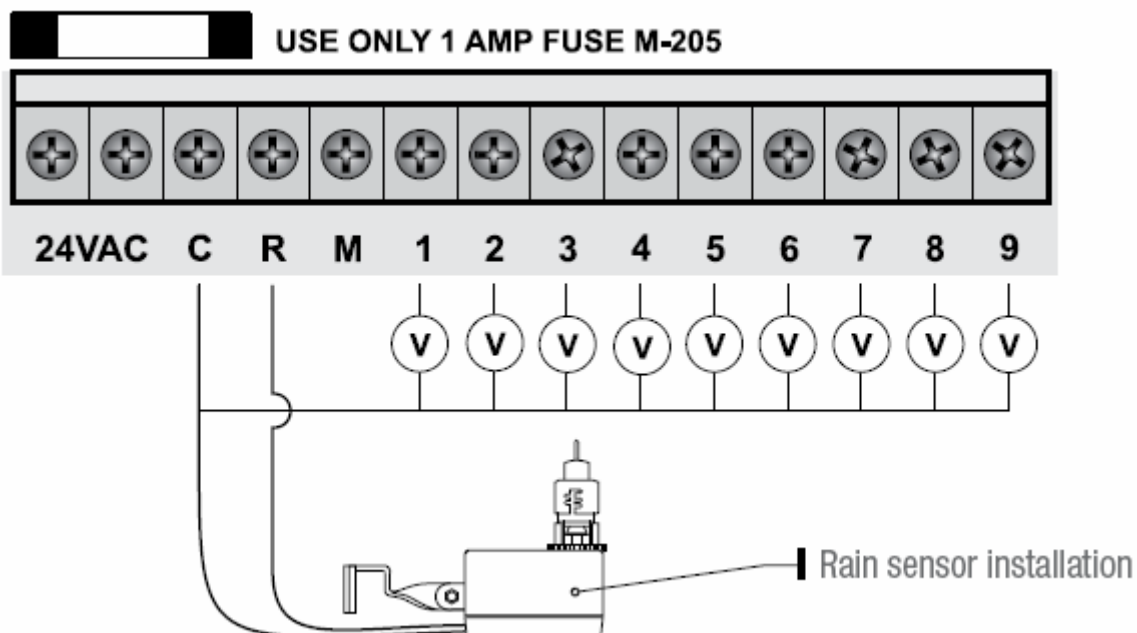 USE ONLY 1 AMP FUSE M-205
24VAC C R M 1 2 3 4 5 6 7 8 9
V V V V V V V V V
Rain sensor installation